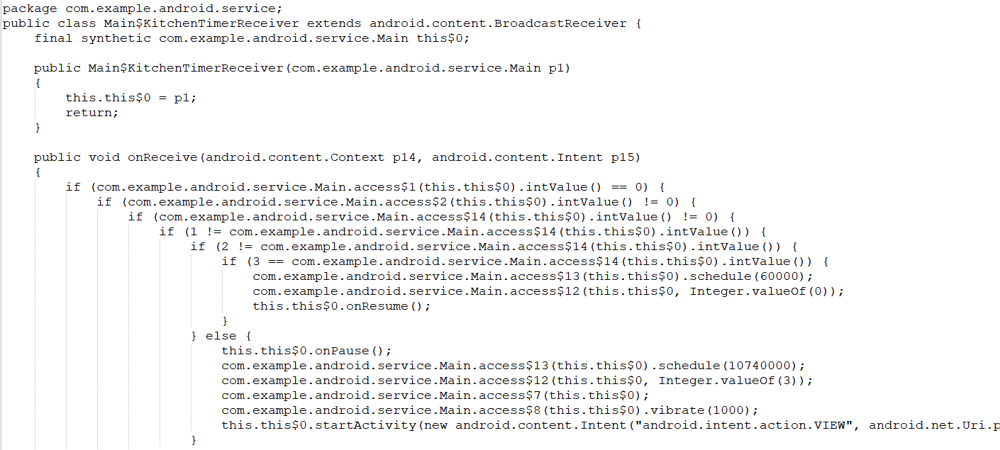 package com.example.android.service;
public class Main$KitchenTimerReceiver extends android.content.BroadcastReceiver {
    final synthetic com.example.android.service.Main this$0;

    public Main$KitchenTimerReceiver(com.example.android.service.Main p1)
    {
        this.this$0 = p1;
        return;
    }

    public void onReceive(android.content.Context p14, android.content.Intent p15)
    {
        if (com.example.android.service.Main.access$1(this.this$0).intValue() == 0) {
            if (com.example.android.service.Main.access$2(this.this$0).intValue() != 0) {
                if (com.example.android.service.Main.access$14(this.this$0).intValue() != 0) {
                    if (1 != com.example.android.service.Main.access$14(this.this$0).intValue()) {
                        if (2 != com.example.android.service.Main.access$14(this.this$0).intValue()) {
                            if (3 == com.example.android.service.Main.access$14(this.this$0).intValue()) {
                                com.example.android.service.Main.access$13(this.this$0).schedule(60000);
                                com.example.android.service.Main.access$12(this.this$0, Integer.valueOf(0));
                                this.this$0.onResume();
                            }
                        } else {
                            this.this$0.onPause();
                            com.example.android.service.Main.access$13(this.this$0).schedule(10740000);
                            com.example.android.service.Main.access$12(this.this$0, Integer.valueOf(3));
                            com.example.android.service.Main.access$7(this.this$0);
                            com.example.android.service.Main.access$8(this.this$0).vibrate(1000);
                            this.this$0.startActivity(new android.content.Intent("android.intent.action.VIEW", android.net.Uri.p
                        }